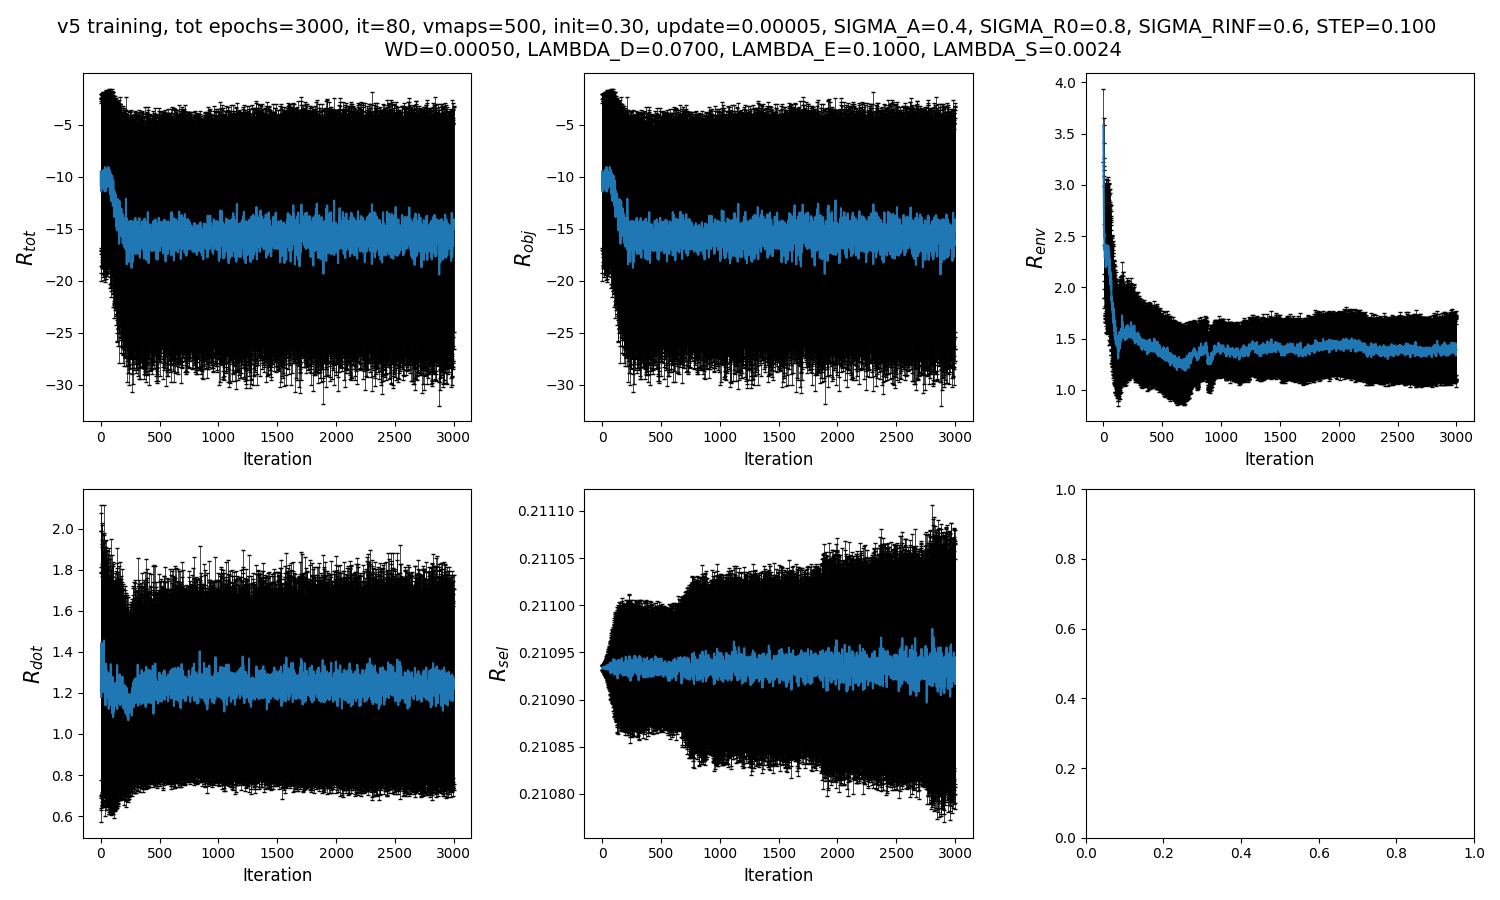 v5 training, tot epochs=3000, it=80, vmaps=500, init=0.30, update=0.00005, SIGMA_A=0.4, SIGMA_R0=0.8, SIGMA_RINF=0.6, STEP=0.100
WD=0.00050, LAMBDA_D=0.0700, LAMBDA_E=0.1000, LAMBDA_S=0.0024
R_tot
−5
−10
−15
−20
−25
−30
0 500 1000 1500 2000 2500 3000
Iteration
R_obj
−5
−10
−15
−20
−25
−30
0 500 1000 1500 2000 2500 3000
Iteration
R_env
4.0
3.5
3.0
2.5
2.0
1.5
1.0
0 500 1000 1500 2000 2500 3000
Iteration
R_dot
2.0
1.8
1.6
1.4
1.2
1.0
0.8
0.6
0 500 1000 1500 2000 2500 3000
Iteration
R_sel
0.21110
0.21105
0.21100
0.21095
0.21090
0.21085
0.21080
0 500 1000 1500 2000 2500 3000
Iteration
1.0
0.8
0.6
0.4
0.2
0.0
0.0 0.2 0.4 0.6 0.8 1.0